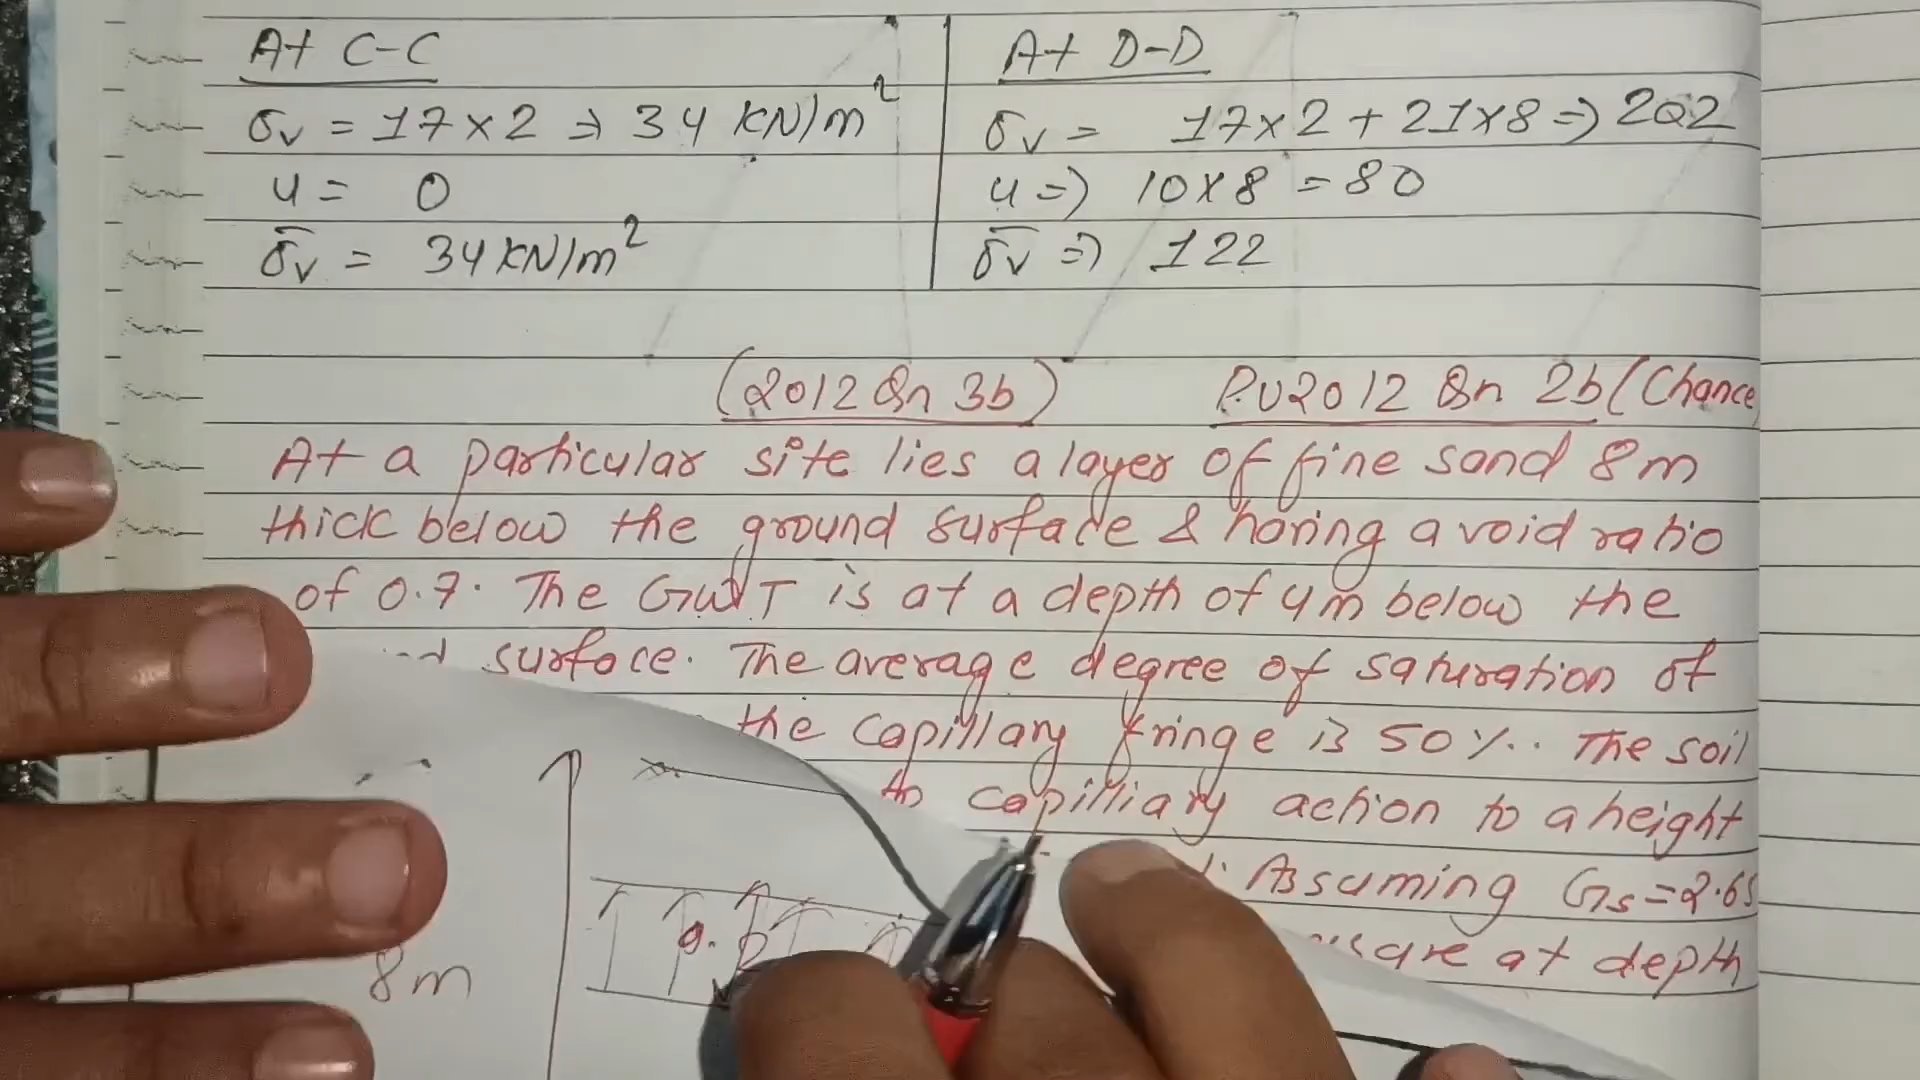 At C-C
σv = 17×2 ⇒ 34 KN/m²
u = 0
σ̄v = 34 KN/m²
At D-D
σv = 17×2 + 21×8 ⇒ 202
u ⇒ 10×8 = 80
σ̄v ⇒ 122
(2012 Qn 3b) P.U 2012 Qn 2b (Chance
At a particular site lies a layer of fine sand 8m
thick below the ground surface & having a void ratio
of 0.7. The GWT is at a depth of 4m below the
surface. The average degree of saturation of
the capillary fringe is 50%. The soil
capilliary action to a height
Assuming Gs = 2.65
at depth
8m